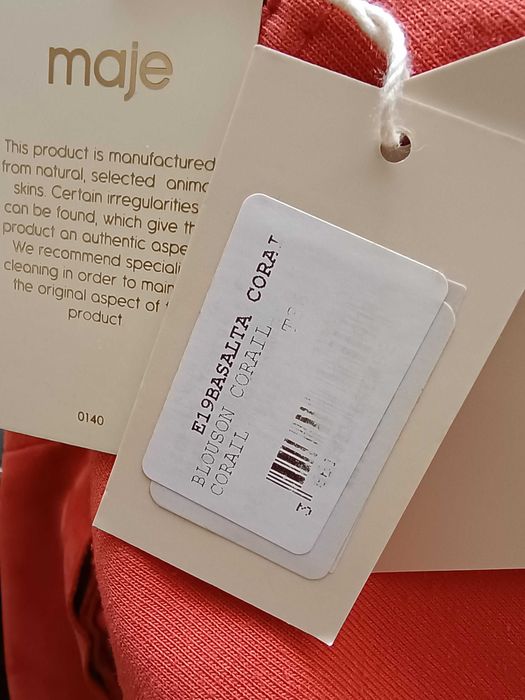 maje
This product is manufactured
from natural, selected
skins. Certain irregularities
can be found, which give
product an authentic
We recommend
cleaning in order to
the original aspect of
product
0140
E19BASALTA
BLOUSON CORAIL
CORAIL
3